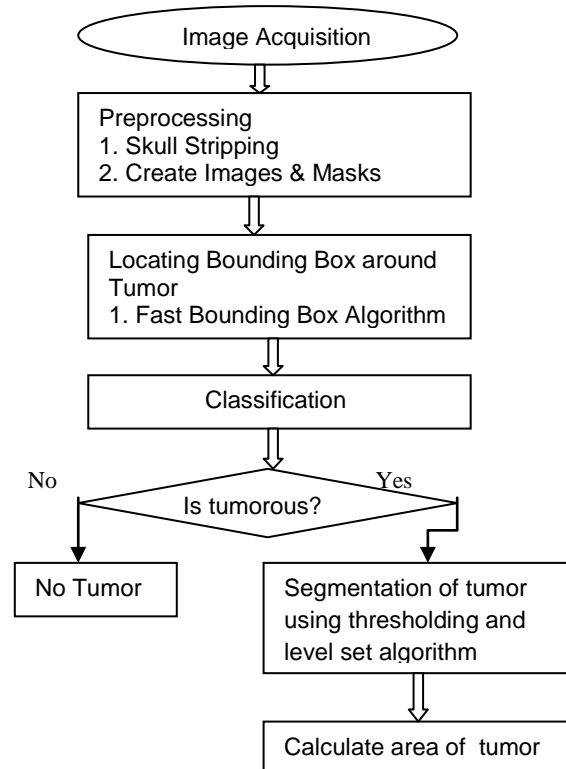 Image Acquisition
Preprocessing
1. Skull Stripping
2. Create Images & Masks
Locating Bounding Box around
Tumor
1. Fast Bounding Box Algorithm
Classification
No
Yes
Is tumorous?
No Tumor
Segmentation of tumor
using thresholding and
level set algorithm
Calculate area of tumor